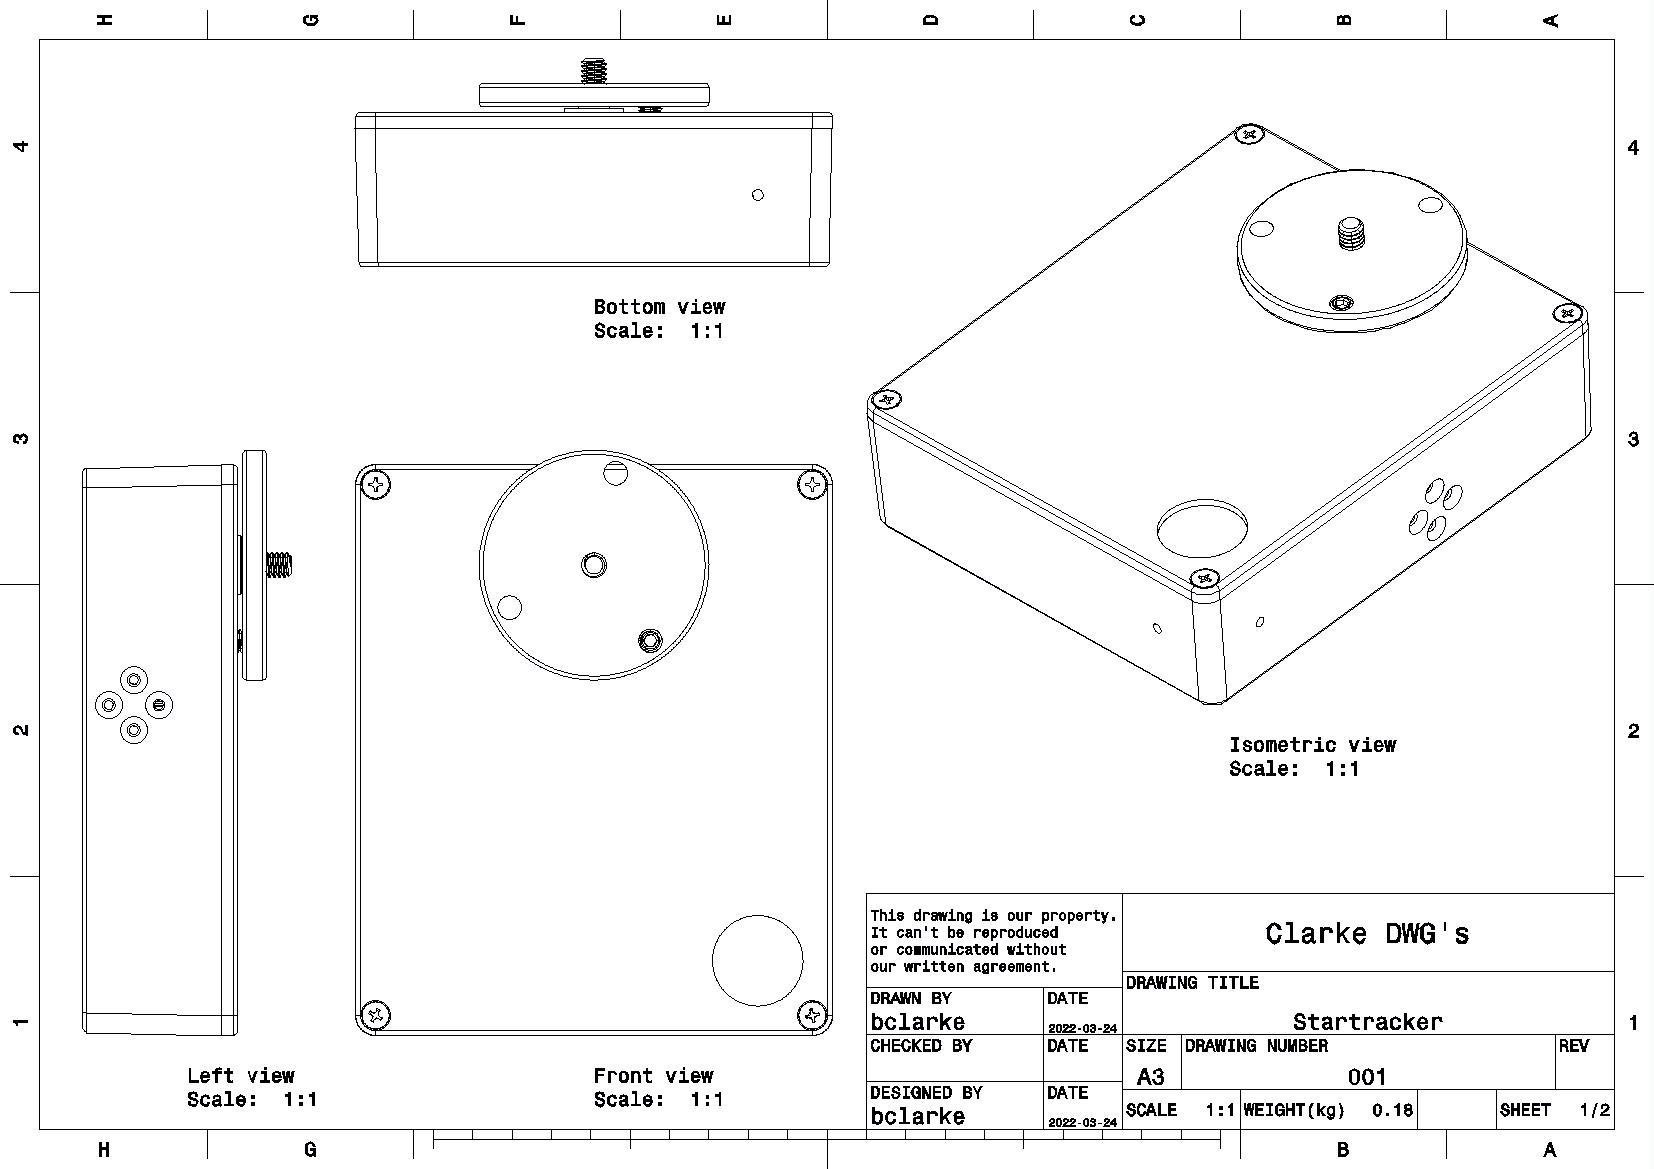 H G F E D C B A
4 4
Bottom view
Scale: 1:1
3 3
2 2
Isometric view
Scale: 1:1
This drawing is our property.
It can't be reproduced
or communicated without
our written agreement.
Clarke DWG's
DRAWING TITLE
Startracker
DRAWN BY DATE
bclarke 2022-03-24
CHECKED BY DATE
SIZE DRAWING NUMBER REV
A3 001
DESIGNED BY DATE
bclarke 2022-03-24
SCALE 1:1 WEIGHT(kg) 0.18 SHEET 1/2
1 1
Left view
Scale: 1:1
Front view
Scale: 1:1
H G B A